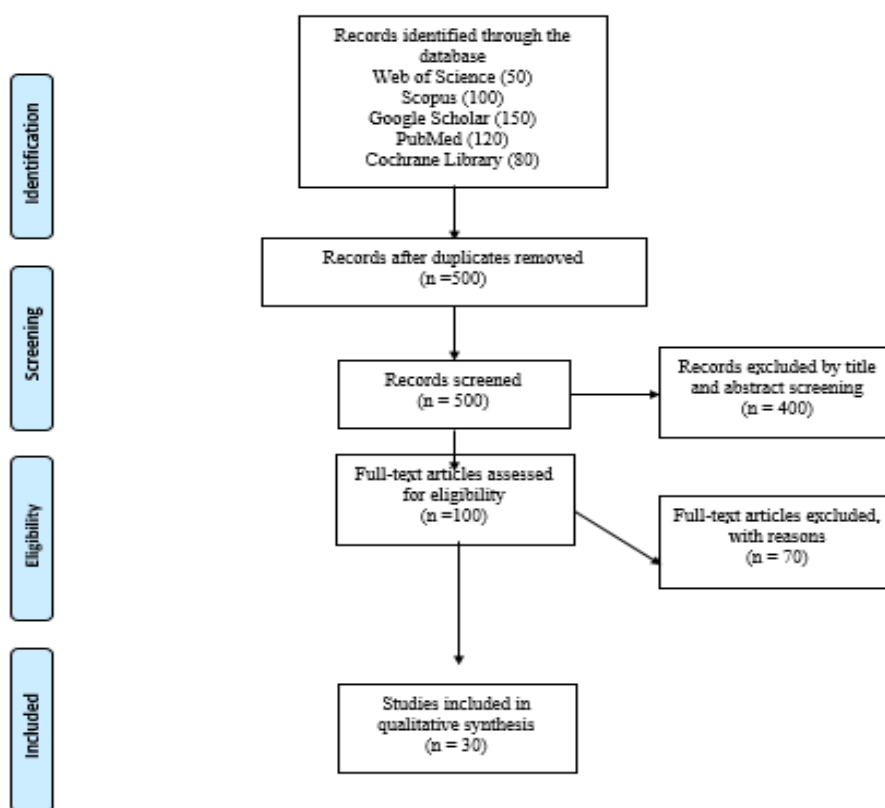 Records identified through the
database
Web of Science (50)
Scopus (100)
Google Scholar (150)
PubMed (120)
Cochrane Library (80)
Identification
Records after duplicates removed
(n =500)
Screening
Records screened
(n = 500)
Records excluded by title
and abstract screening
(n = 400)
Full-text articles assessed
for eligibility
(n =100)
Eligibility
Full-text articles excluded,
with reasons
(n = 70)
Included
Studies included in
qualitative synthesis
(n = 30)